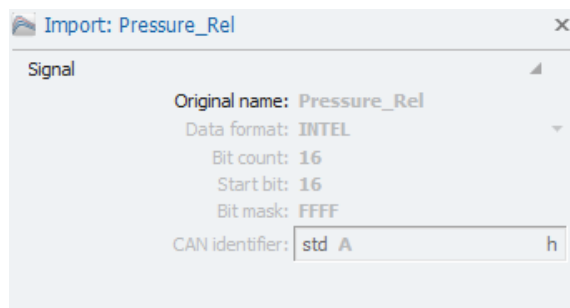 Import: Pressure_Rel ×
Signal
Original name: Pressure_Rel
Data format: INTEL
Bit count: 16
Start bit: 16
Bit mask: FFFF
CAN identifier: std A h